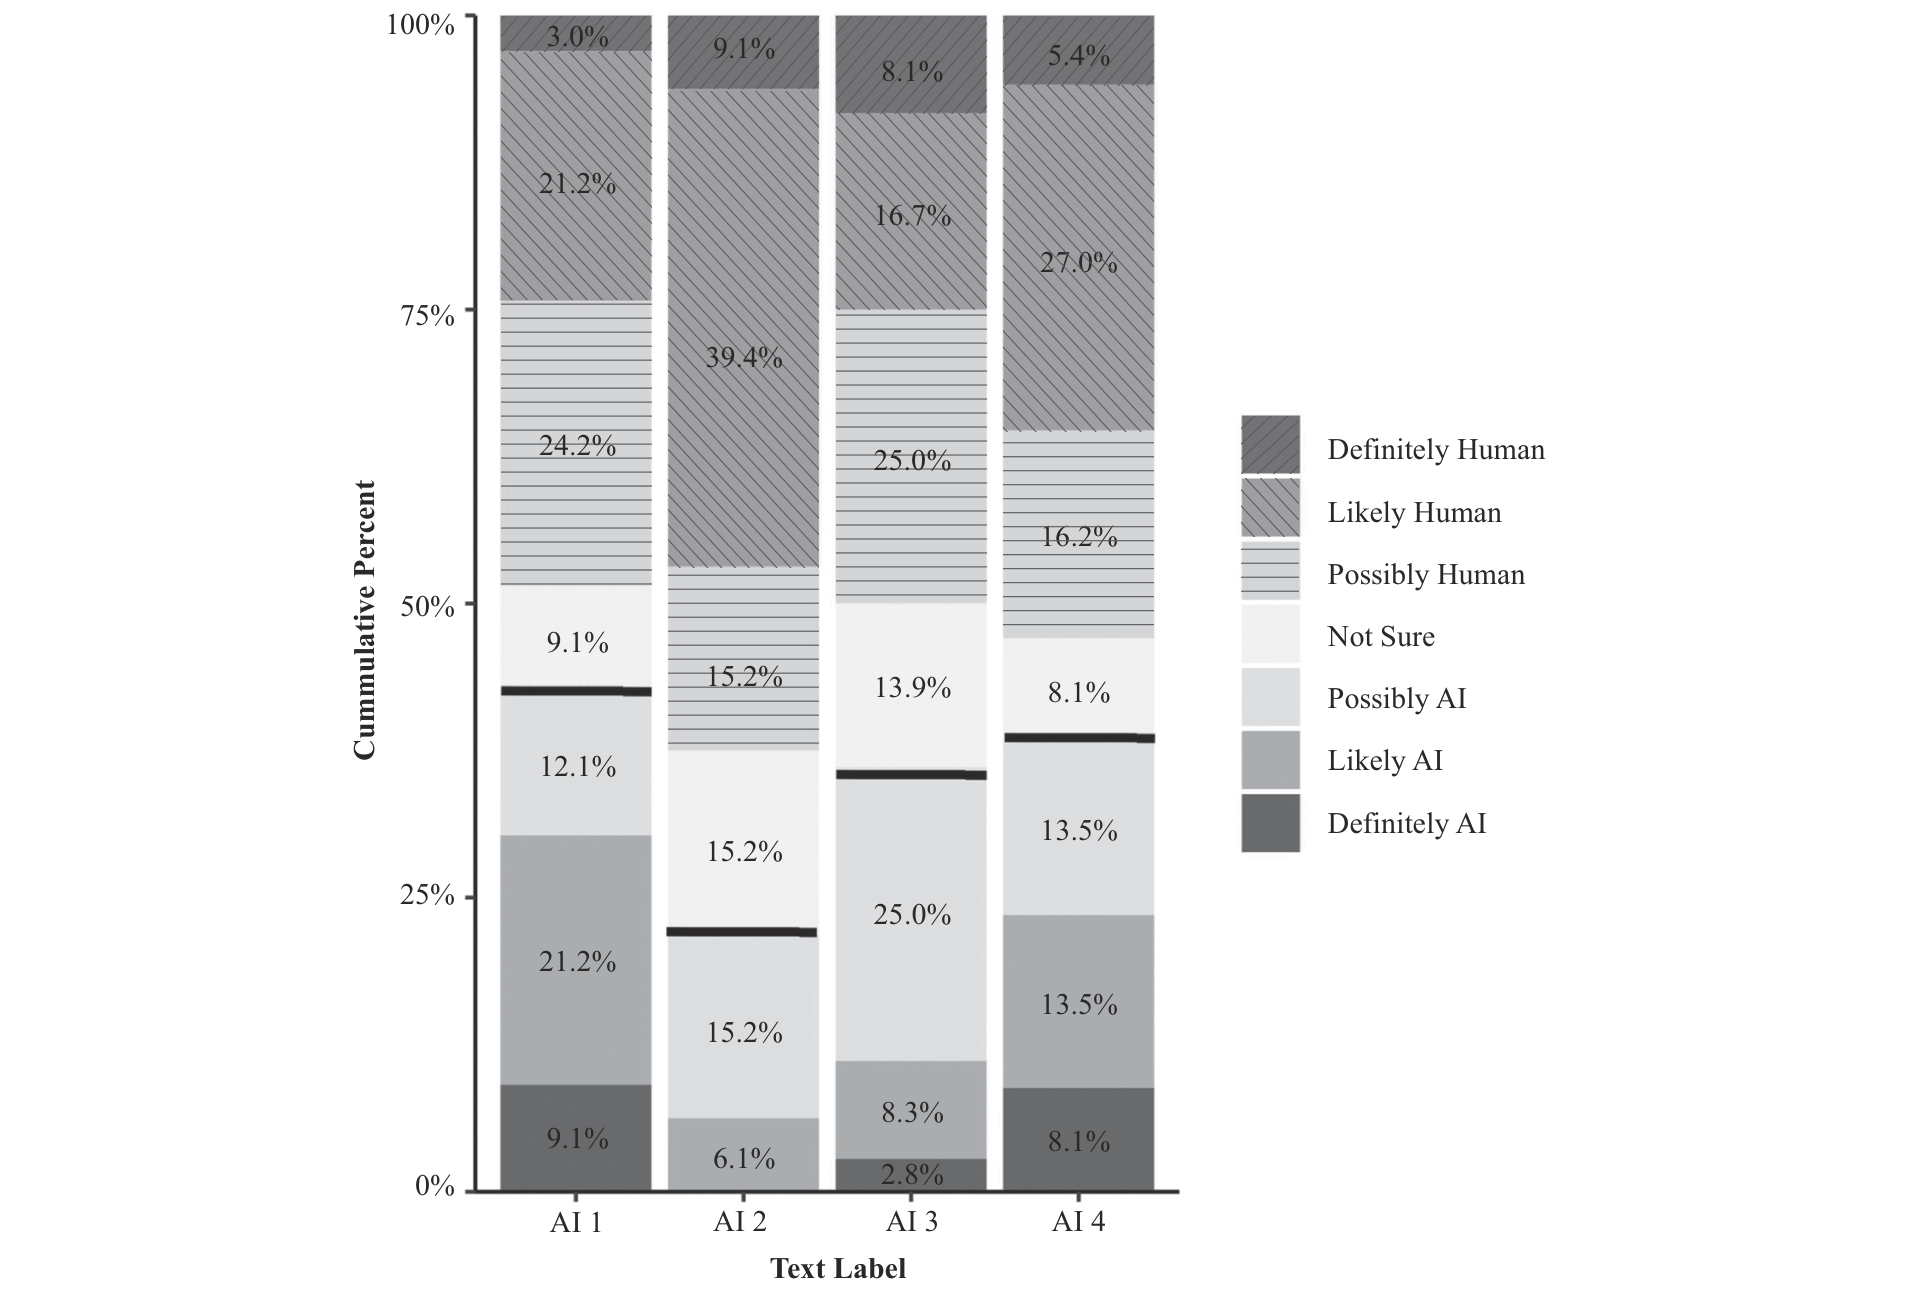 100%
75%
50%
25%
0%
Cummulative Percent
3.0%
21.2%
24.2%
9.1%
12.1%
21.2%
9.1%
9.1%
39.4%
15.2%
15.2%
15.2%
6.1%
8.1%
16.7%
25.0%
13.9%
25.0%
8.3%
2.8%
5.4%
27.0%
16.2%
8.1%
13.5%
13.5%
8.1%
AI 1
AI 2
AI 3
AI 4
Text Label
Definitely Human
Likely Human
Possibly Human
Not Sure
Possibly AI
Likely AI
Definitely AI